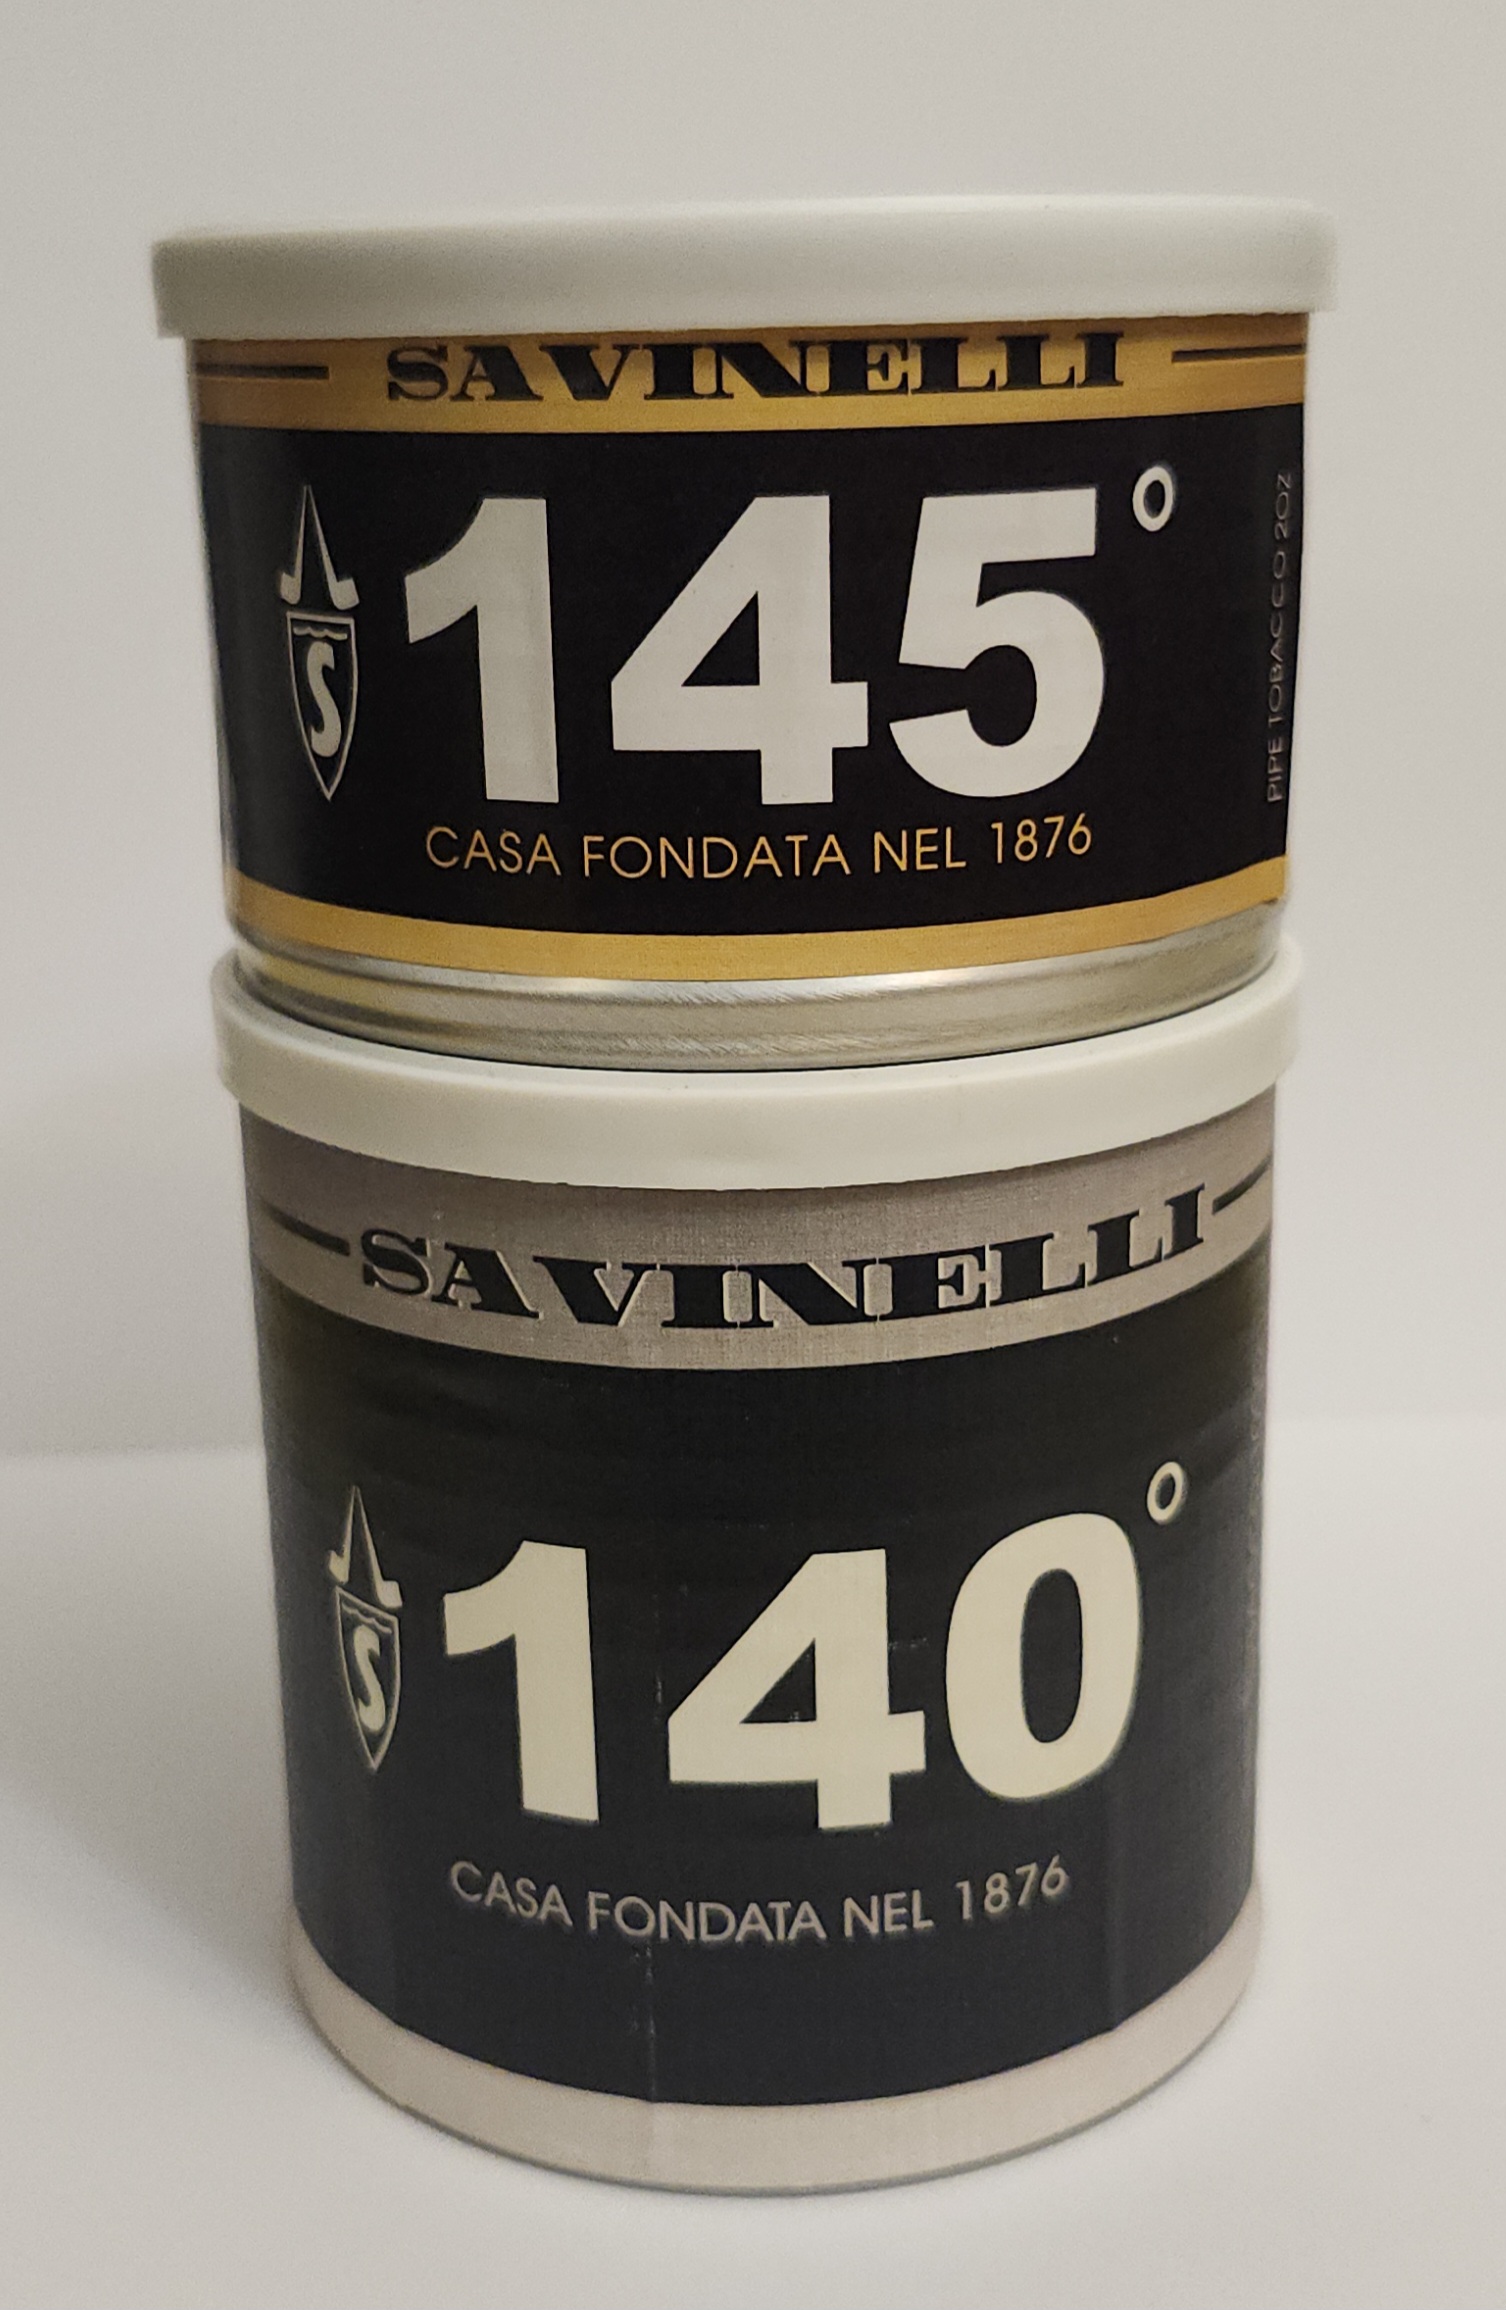 SAVINELLI
145°
S
CASA FONDATA NEL 1876
PIPE TOBACCO 2OZ
SAVINELLI
140°
S
CASA FONDATA NEL 1876